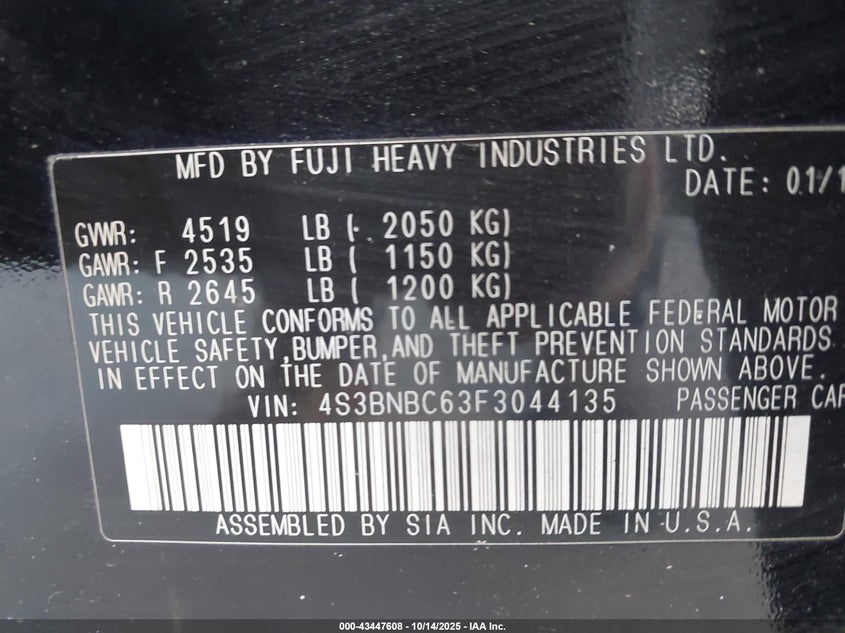 MFD BY FUJI HEAVY INDUSTRIES LTD.
DATE: 01/1
GVWR: 4519 LB ( 2050 KG)
GAWR: F 2535 LB ( 1150 KG)
GAWR: R 2645 LB ( 1200 KG)
THIS VEHICLE CONFORMS TO ALL APPLICABLE FEDERAL MOTOR
VEHICLE SAFETY,BUMPER,AND THEFT PREVENTION STANDARDS
IN EFFECT ON THE DATE OF MANUFACTURE SHOWN ABOVE.
VIN: 4S3BNBC63F3044135 PASSENGER CAR
ASSEMBLED BY SIA INC. MADE IN U.S.A.
000-43447608 - 10/14/2025 - IAA Inc.